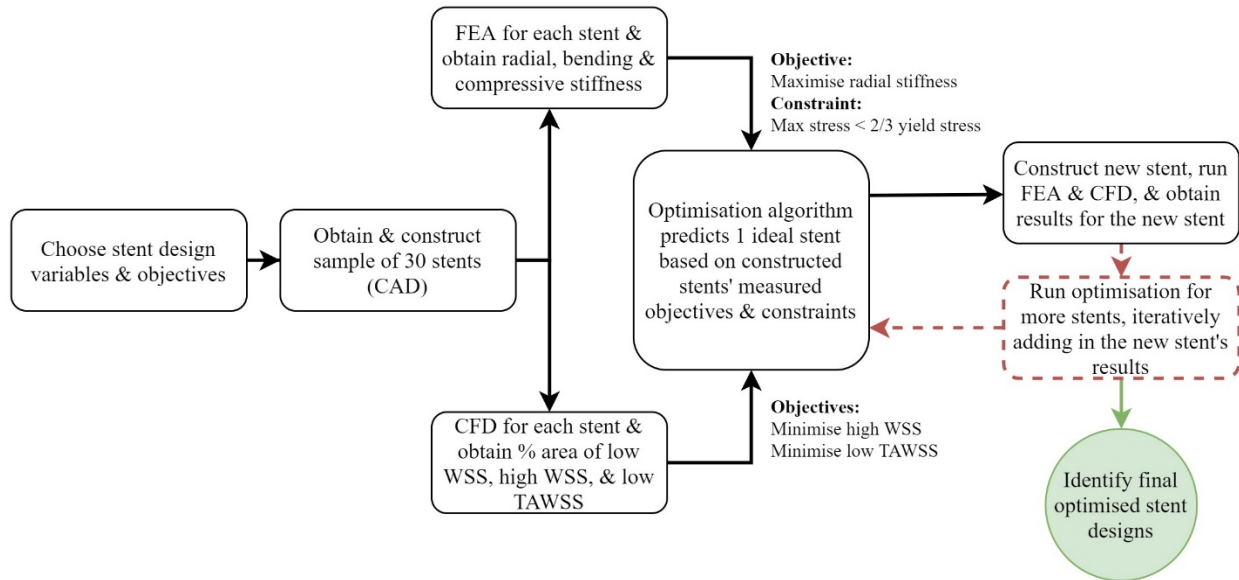 Choose stent design
variables & objectives
Obtain & construct
sample of 30 stents
(CAD)
FEA for each stent &
obtain radial, bending &
compressive stiffness
CFD for each stent &
obtain % area of low
WSS, high WSS, & low
TAWSS
Objective:
Maximise radial stiffness
Constraint:
Max stress < 2/3 yield stress
Optimisation algorithm
predicts 1 ideal stent
based on constructed
stents' measured
objectives & constraints
Objectives:
Minimise high WSS
Minimise low TAWSS
Construct new stent, run
FEA & CFD, & obtain
results for the new stent
Run optimisation for
more stents, iteratively
adding in the new stent's
results
Identify final
optimised stent
designs